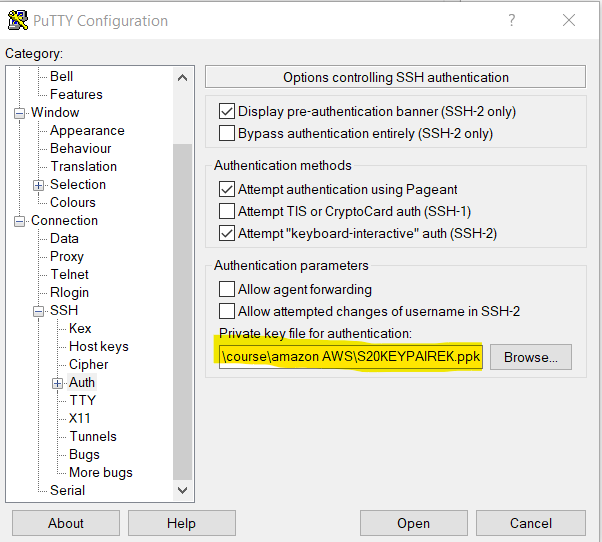 PuTTY Configuration
Category:
Bell
Features
Window
Appearance
Behaviour
Translation
Selection
Colours
Connection
Data
Proxy
Telnet
Rlogin
SSH
Kex
Host keys
Cipher
Auth
TTY
X11
Tunnels
Bugs
More bugs
Serial
Options controlling SSH authentication
Display pre-authentication banner (SSH-2 only)
Bypass authentication entirely (SSH-2 only)
Authentication methods
Attempt authentication using Pageant
Attempt TIS or CryptoCard auth (SSH-1)
Attempt "keyboard-interactive" auth (SSH-2)
Authentication parameters
Allow agent forwarding
Allow attempted changes of username in SSH-2
Private key file for authentication:
\course\amazon AWS\S20KEYPAIREK.ppk
Browse...
About
Help
Open
Cancel